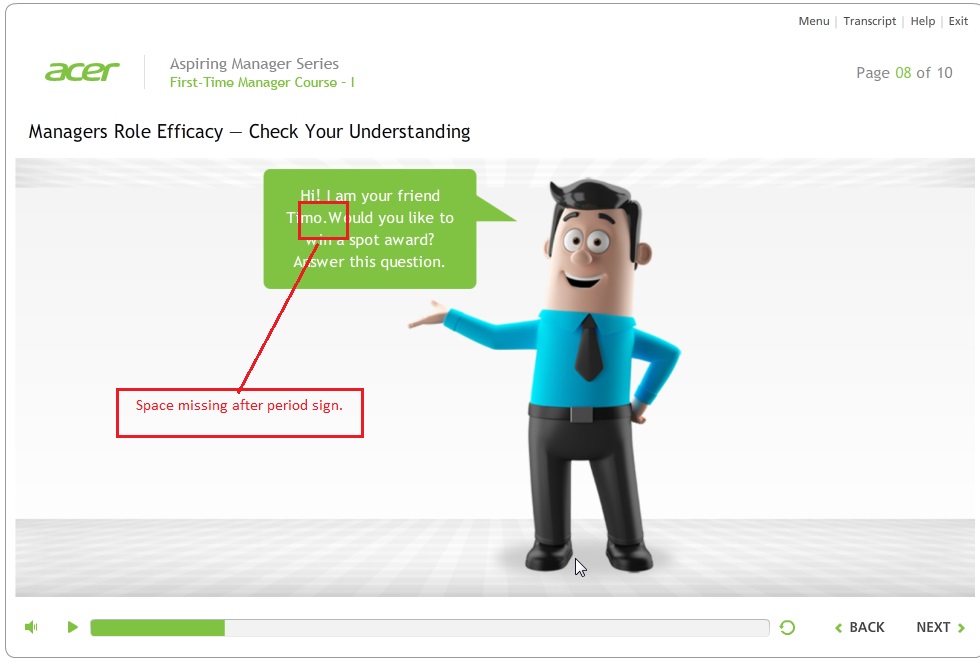 Menu | Transcript | Help | Exit
acer
Aspiring Manager Series
First-Time Manager Course - I
Page 08 of 10
Managers Role Efficacy — Check Your Understanding
Hi! I am your friend
Timo.Would you like to
win a spot award?
Answer this question.
Space missing after period sign.
BACK
NEXT